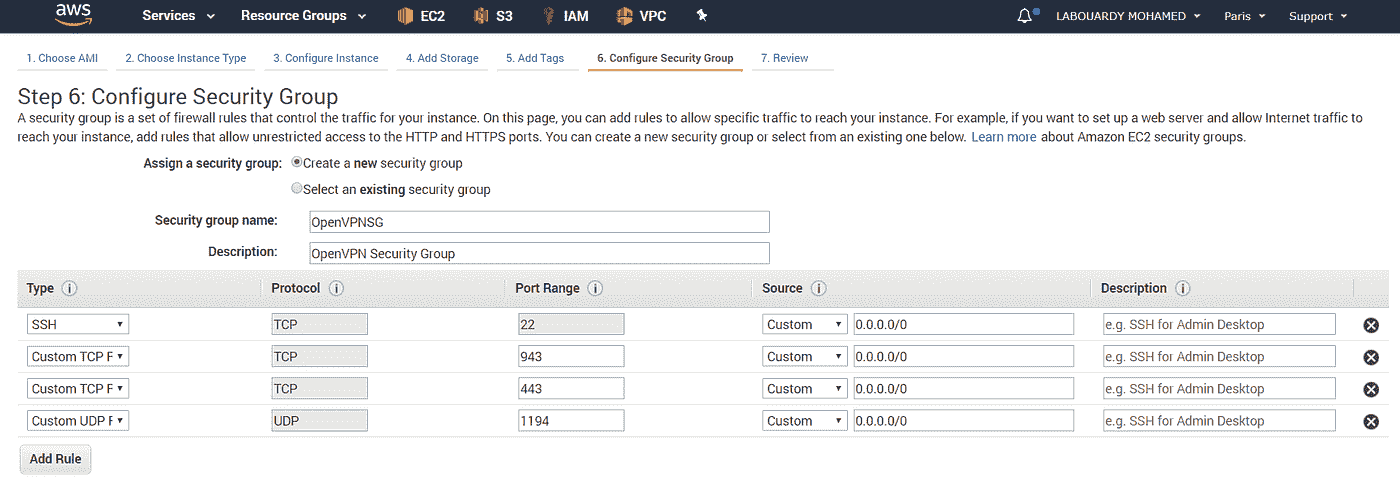 aws Services Resource Groups EC2 S3 IAM VPC LABOUARDY MOHAMED Paris Support
1. Choose AMI 2. Choose Instance Type 3. Configure Instance 4. Add Storage 5. Add Tags 6. Configure Security Group 7. Review
Step 6: Configure Security Group
A security group is a set of firewall rules that control the traffic for your instance. On this page, you can add rules to allow specific traffic to reach your instance. For example, if you want to set up a web server and allow Internet traffic to
reach your instance, add rules that allow unrestricted access to the HTTP and HTTPS ports. You can create a new security group or select from an existing one below. Learn more about Amazon EC2 security groups.
Assign a security group: Create a new security group
Select an existing security group
Security group name: OpenVPNSG
Description: OpenVPN Security Group
Type i Protocol i Port Range i Source i Description i
SSH TCP 22 Custom 0.0.0.0/0 e.g. SSH for Admin Desktop
Custom TCP F TCP 943 Custom 0.0.0.0/0 e.g. SSH for Admin Desktop
Custom TCP F TCP 443 Custom 0.0.0.0/0 e.g. SSH for Admin Desktop
Custom UDP F UDP 1194 Custom 0.0.0.0/0 e.g. SSH for Admin Desktop
Add Rule